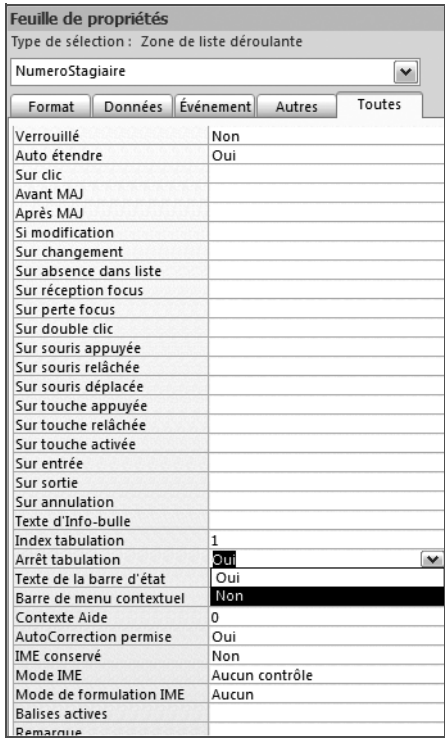 Feuille de propriétés
Type de sélection : Zone de liste déroulante
NumeroStagiaire
Format Données Événement Autres Toutes
Verrouillé Non
Auto étendre Oui
Sur clic
Avant MAJ
Après MAJ
Si modification
Sur changement
Sur absence dans liste
Sur réception focus
Sur perte focus
Sur double clic
Sur souris appuyée
Sur souris relâchée
Sur souris déplacée
Sur touche appuyée
Sur touche relâchée
Sur touche activée
Sur entrée
Sur sortie
Sur annulation
Texte d'Info-bulle
Index tabulation 1
Arrêt tabulation Oui
Texte de la barre d'état Oui
Barre de menu contextuel Non
Contexte Aide 0
AutoCorrection permise Oui
IME conservé Non
Mode IME Aucun contrôle
Mode de formulation IME Aucun
Balises actives
Remarque